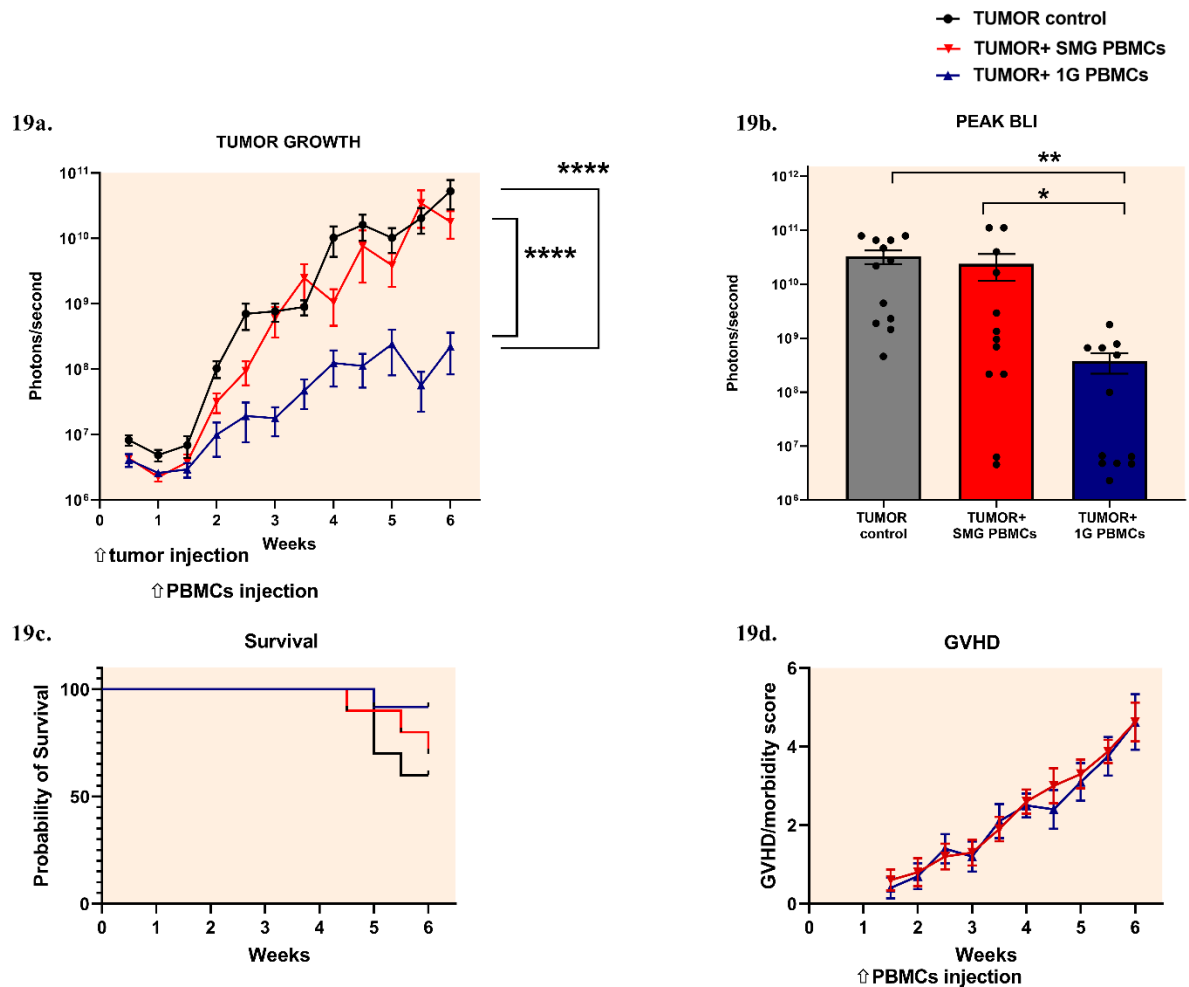 TUMOR control
TUMOR+ SMG PBMCs
TUMOR+ 1G PBMCs
19a.
TUMOR GROWTH
Photons/second
10¹¹
10¹⁰
10⁹
10⁸
10⁷
10⁶
0 1 2 3 4 5 6
Weeks
⇧tumor injection
⇧PBMCs injection
****
****
19b.
PEAK BLI
Photons/second
10¹²
10¹¹
10¹⁰
10⁹
10⁸
10⁷
10⁶
**
*
TUMOR control
TUMOR+ SMG PBMCs
TUMOR+ 1G PBMCs
19c.
Survival
Probability of Survival
100
50
0
0 1 2 3 4 5 6
Weeks
19d.
GVHD
GVHD/morbidity score
6
4
2
0
0 1 2 3 4 5 6
Weeks
⇧PBMCs injection